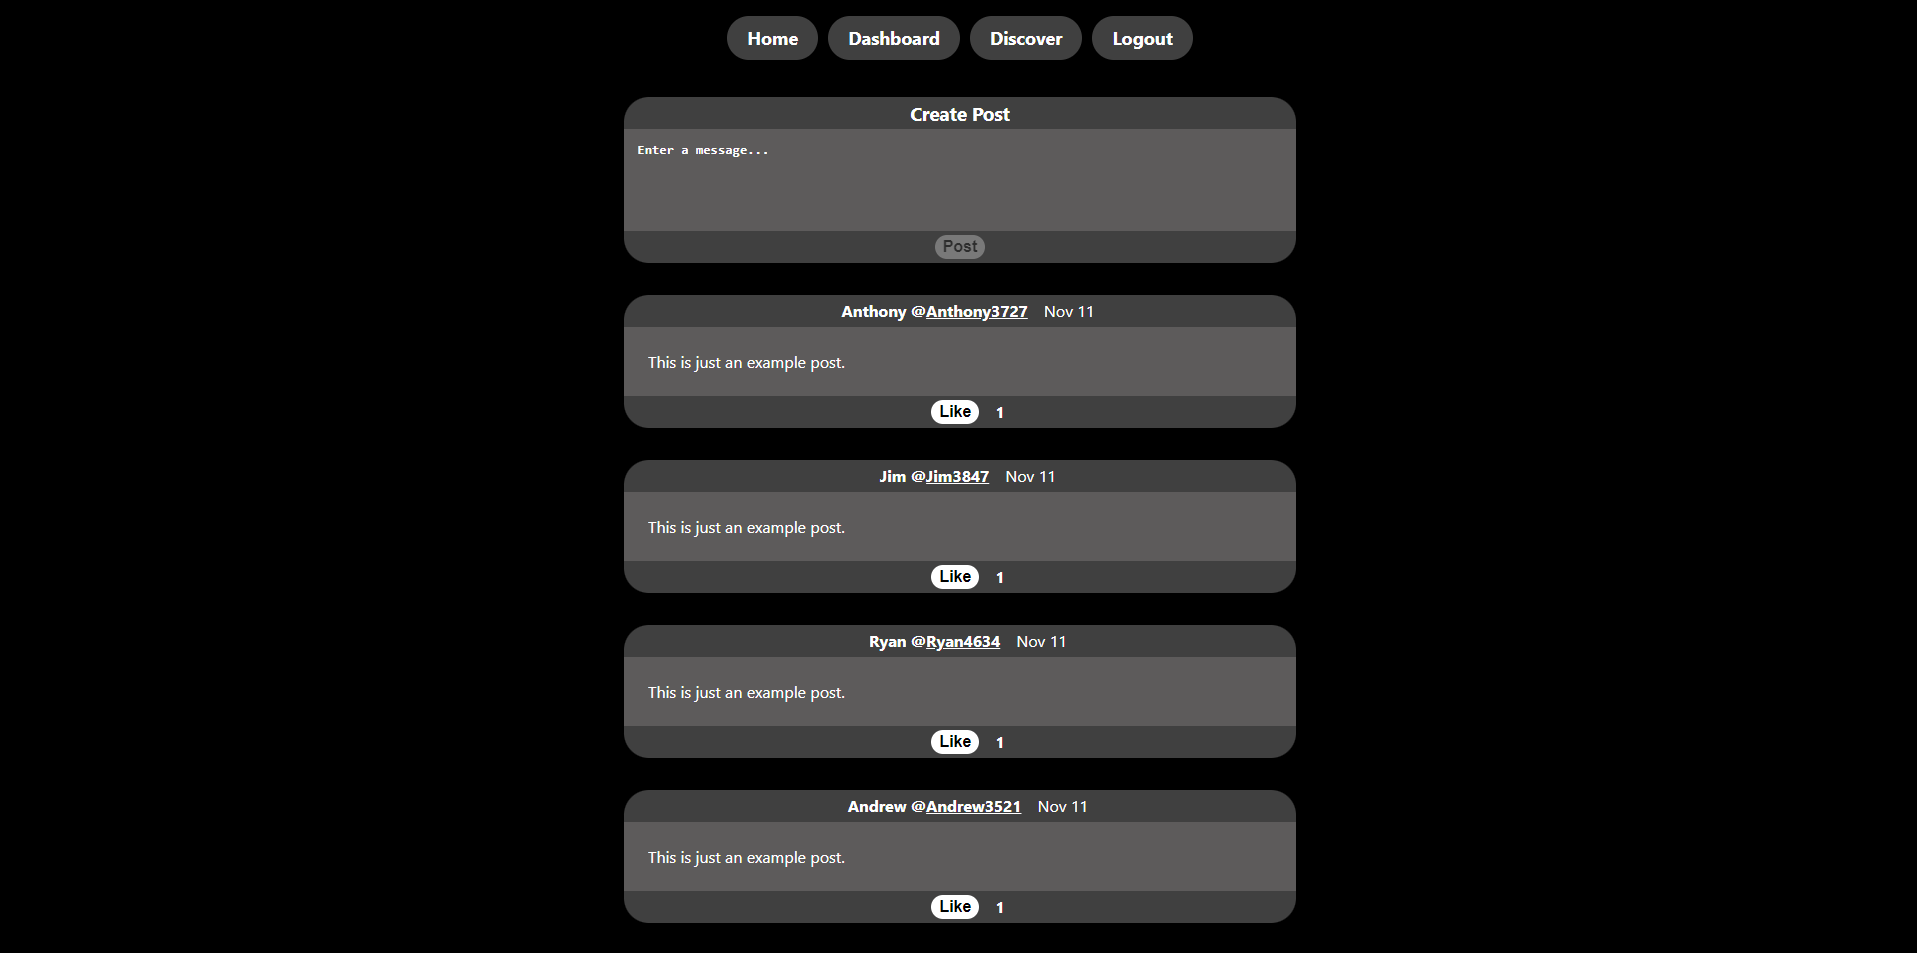 Home Dashboard Discover Logout
Create Post
Enter a message...
Post
Anthony @Anthony3727 Nov 11
This is just an example post.
Like 1
Jim @Jim3847 Nov 11
This is just an example post.
Like 1
Ryan @Ryan4634 Nov 11
This is just an example post.
Like 1
Andrew @Andrew3521 Nov 11
This is just an example post.
Like 1